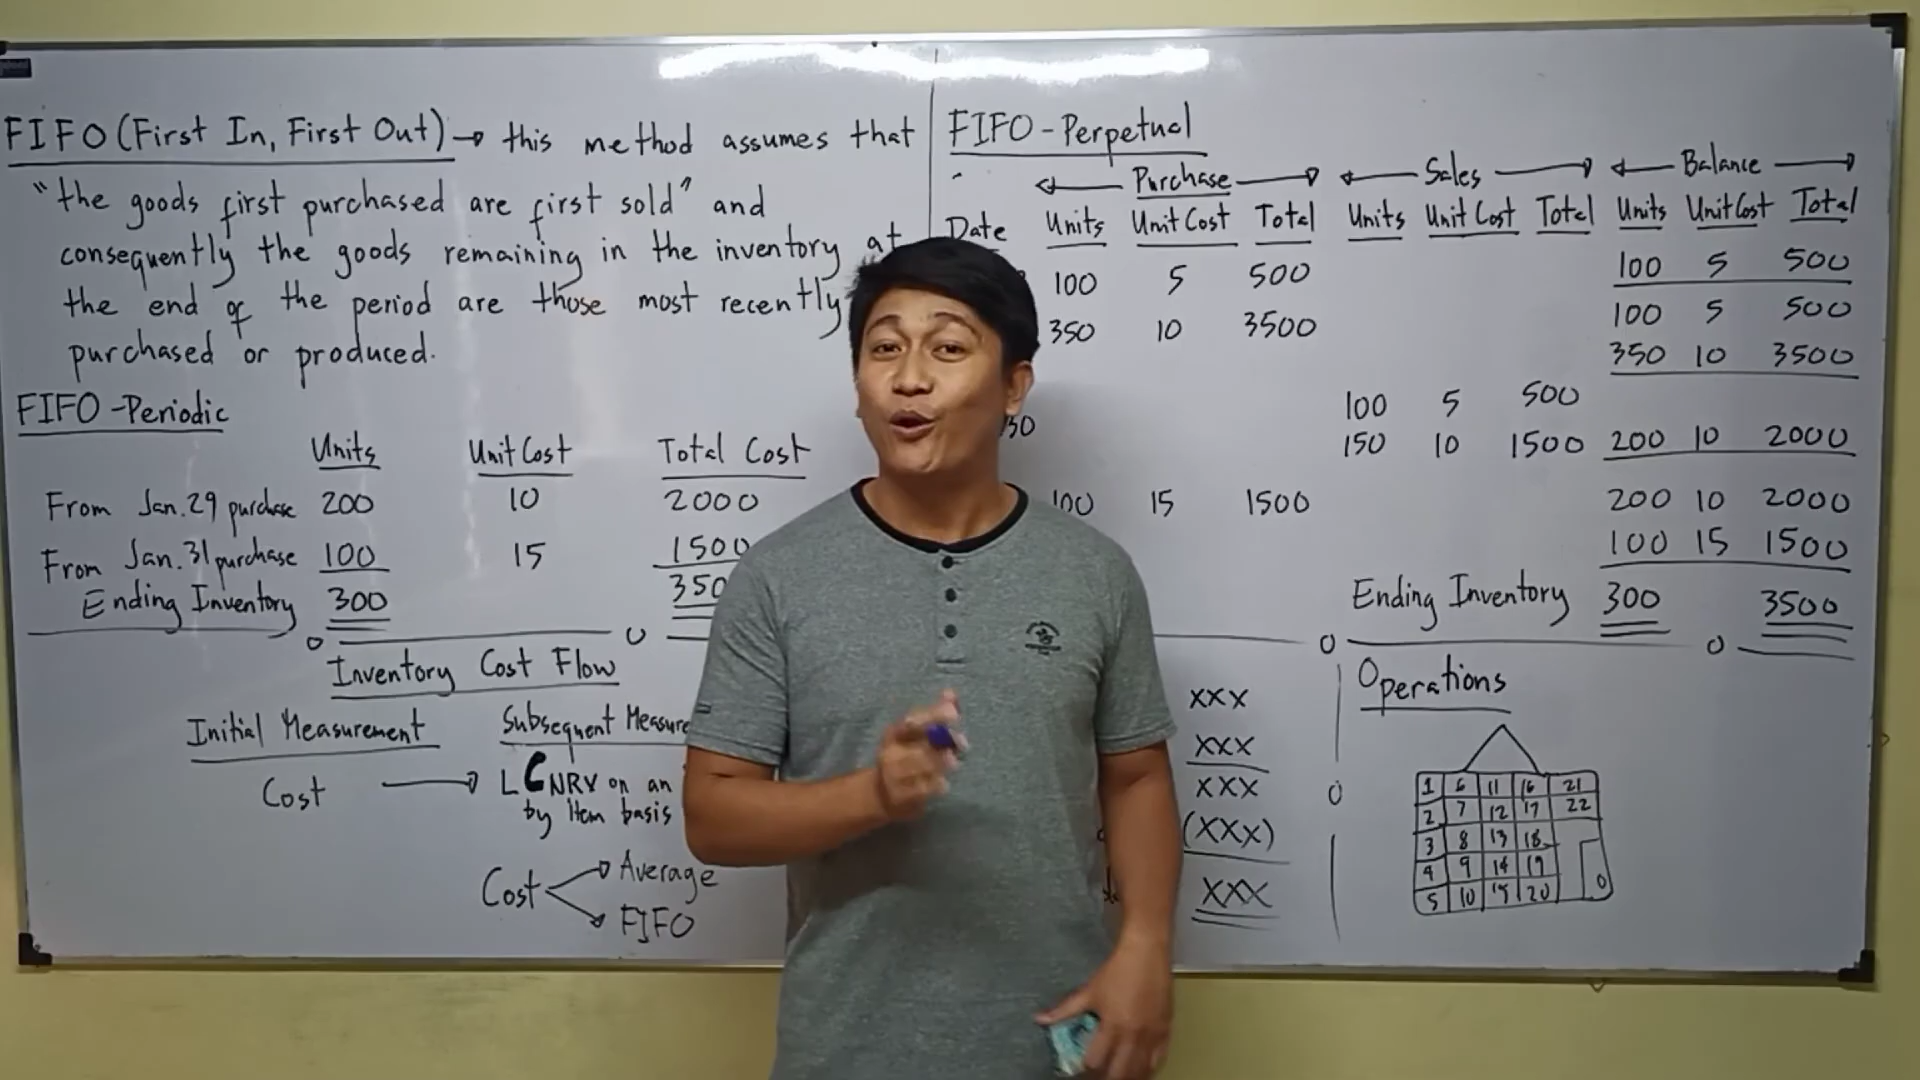 FIFO (First In, First Out) → this method assumes that
"the goods first purchased are first sold" and
consequently the goods remaining in the inventory at
the end of the period are those most recently
purchased or produced.
FIFO - Periodic
Units Unit Cost Total Cost
From Jan. 29 purchase 200 10 2000
From Jan. 31 purchase 100 15 1500
Ending Inventory 300 350
Inventory Cost Flow
Initial Measurement Subsequent Measure
Cost → LCNRV on an
by item basis
Cost Average
FIFO
FIFO - Perpetual
Purchase Sales Balance
Date Units Unit Cost Total Units Unit Cost Total Units Unit Cost Total
100 5 500 100 5 500
350 10 3500 100 5 500
350 10 3500
30 100 5 500
150 10 1500 200 10 2000
100 15 1500 200 10 2000
100 15 1500
Ending Inventory 300 3500
xxx
xxx
xxx
(xxx)
xxx
Operations
1 6 11 16 21
2 7 12 17 22
3 8 13 18
4 9 14 19
5 10 15 20